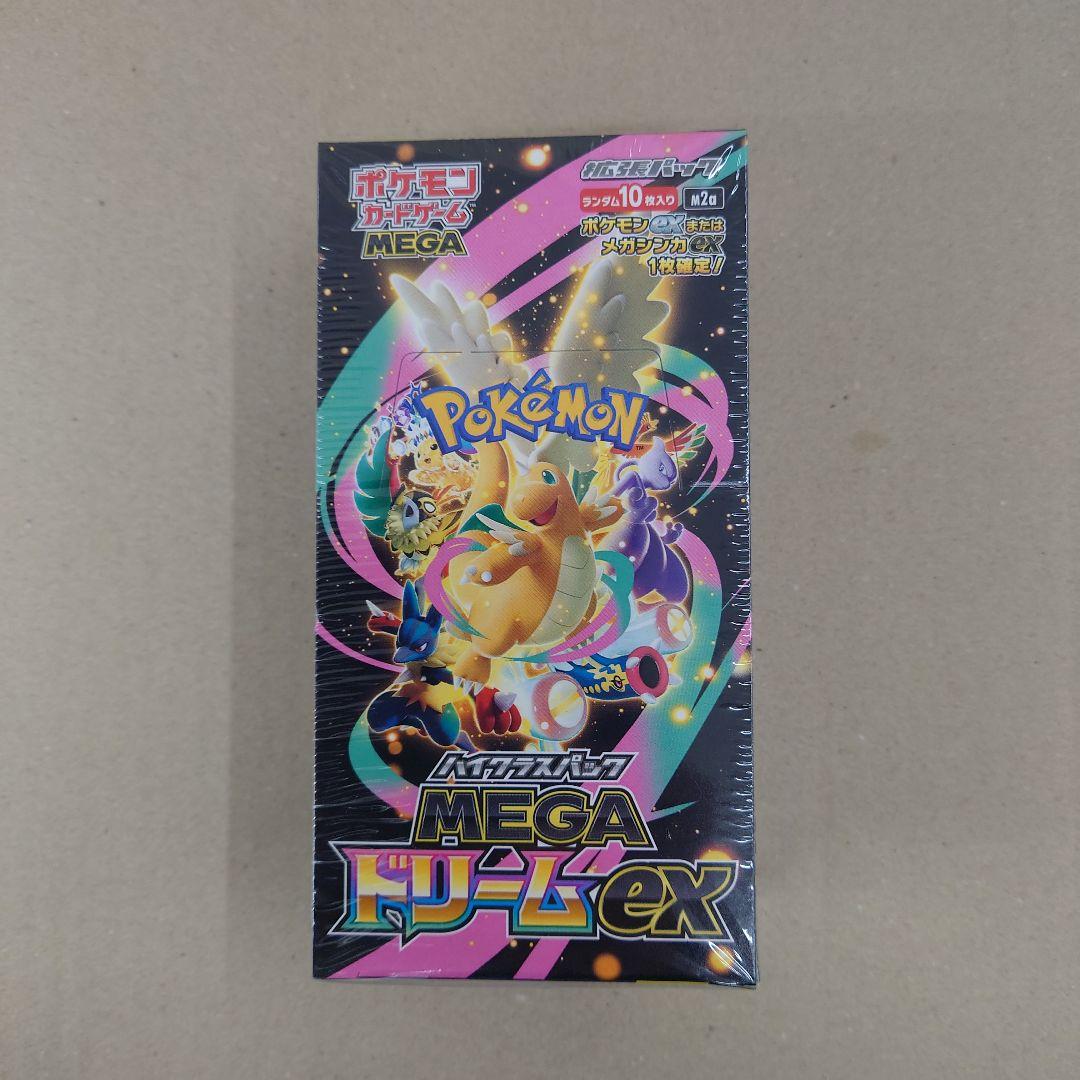 ポケモン
カードゲーム™
MEGA
拡張パック
ランダム10枚入り M2a
ポケモンexまたは
メガシンカex
1枚確定!
POKéMON™
ハイクラスパック
MEGA
ドリームex